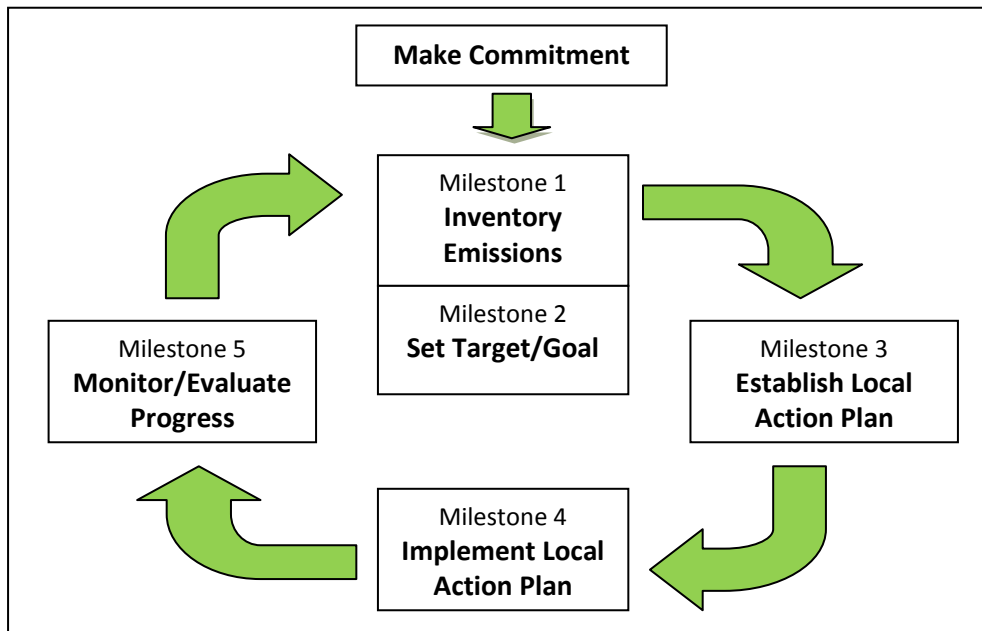 Make Commitment
Milestone 1
Inventory
Emissions
Milestone 2
Set Target/Goal
Milestone 3
Establish Local
Action Plan
Milestone 4
Implement Local
Action Plan
Milestone 5
Monitor/Evaluate
Progress